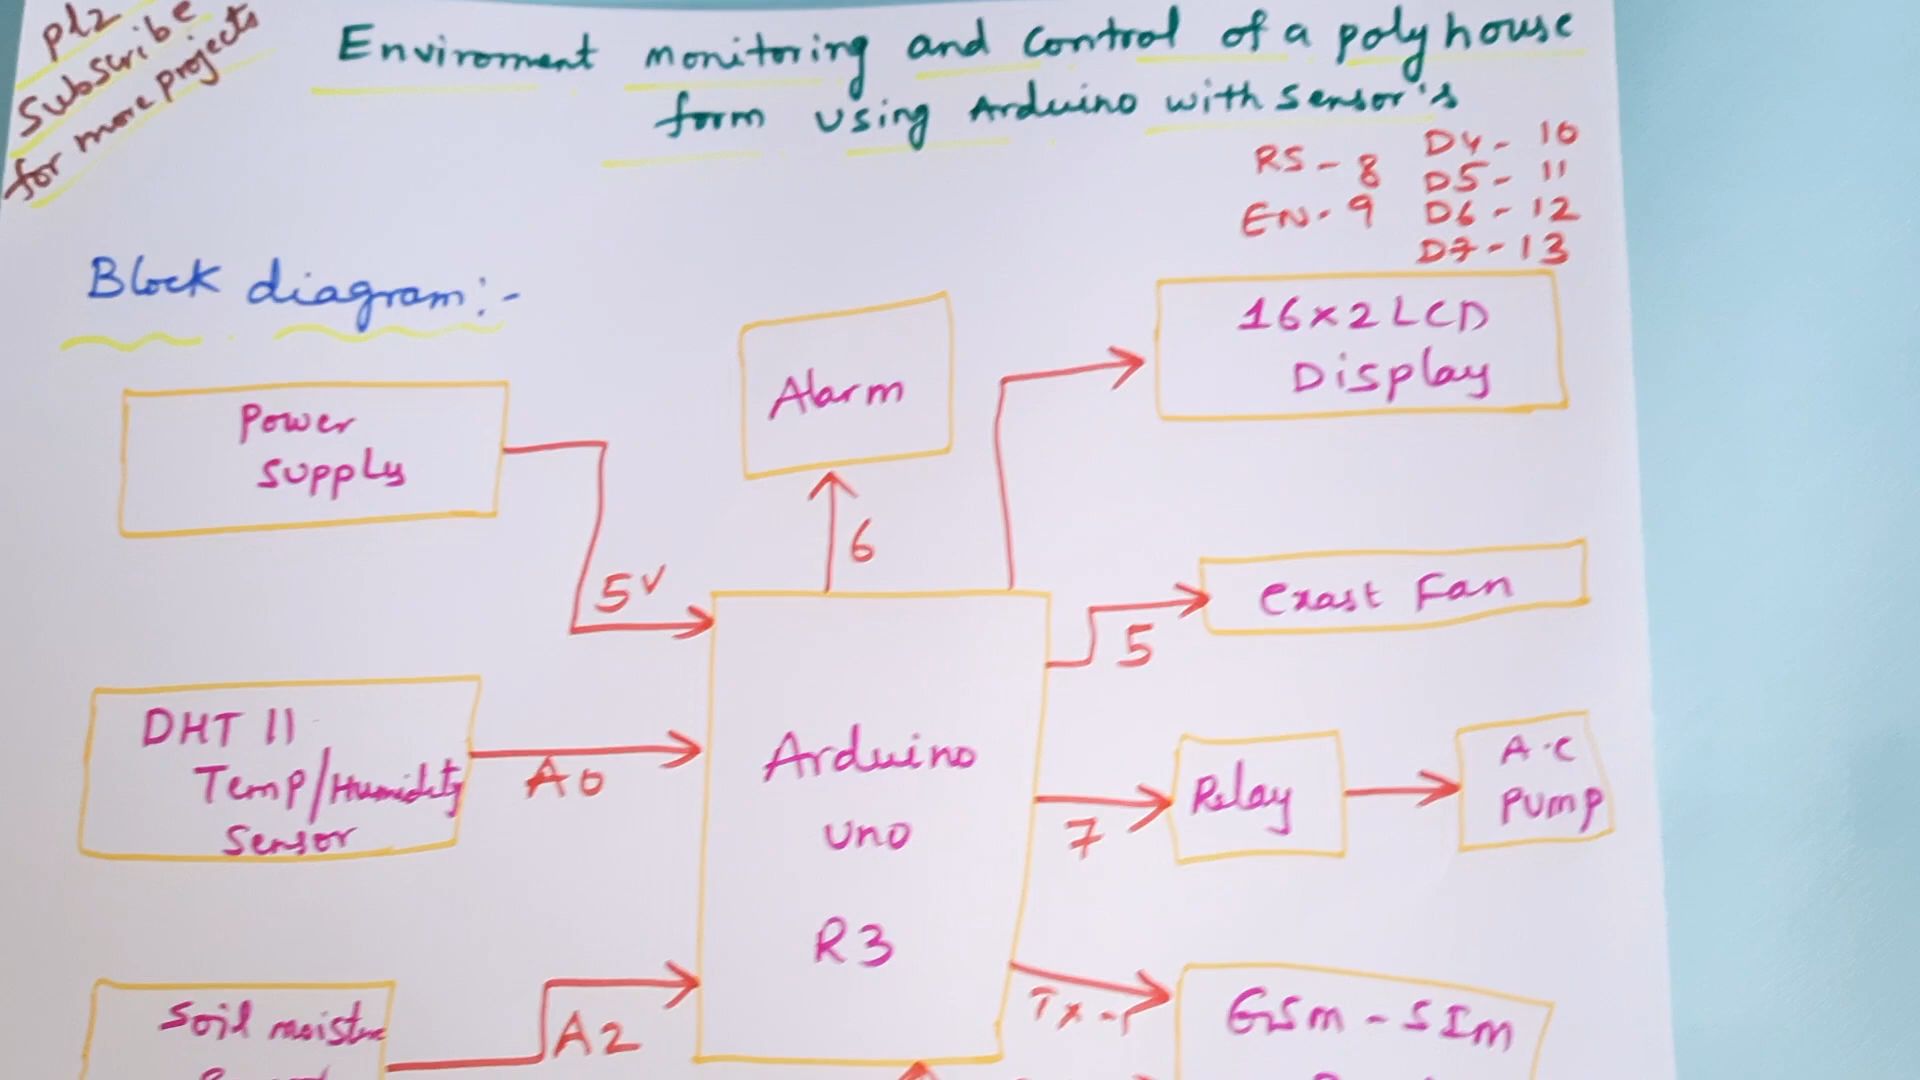 plz
Subscribe
for more projects
Enviroment monitoring and control of a poly house
form using Arduino with sensor's
RS - 8
EN - 9
D4 - 10
D5 - 11
D6 - 12
D7 - 13
Block diagram:-
Power
supply
Alarm
16x2 LCD
Display
6
5V
exast Fan
5
DHT 11
Temp/Humidity
Sensor
A0
Arduino
uno
R3
Relay
7
A.C
pump
Soil
A2
Tx -
GSm - SIm